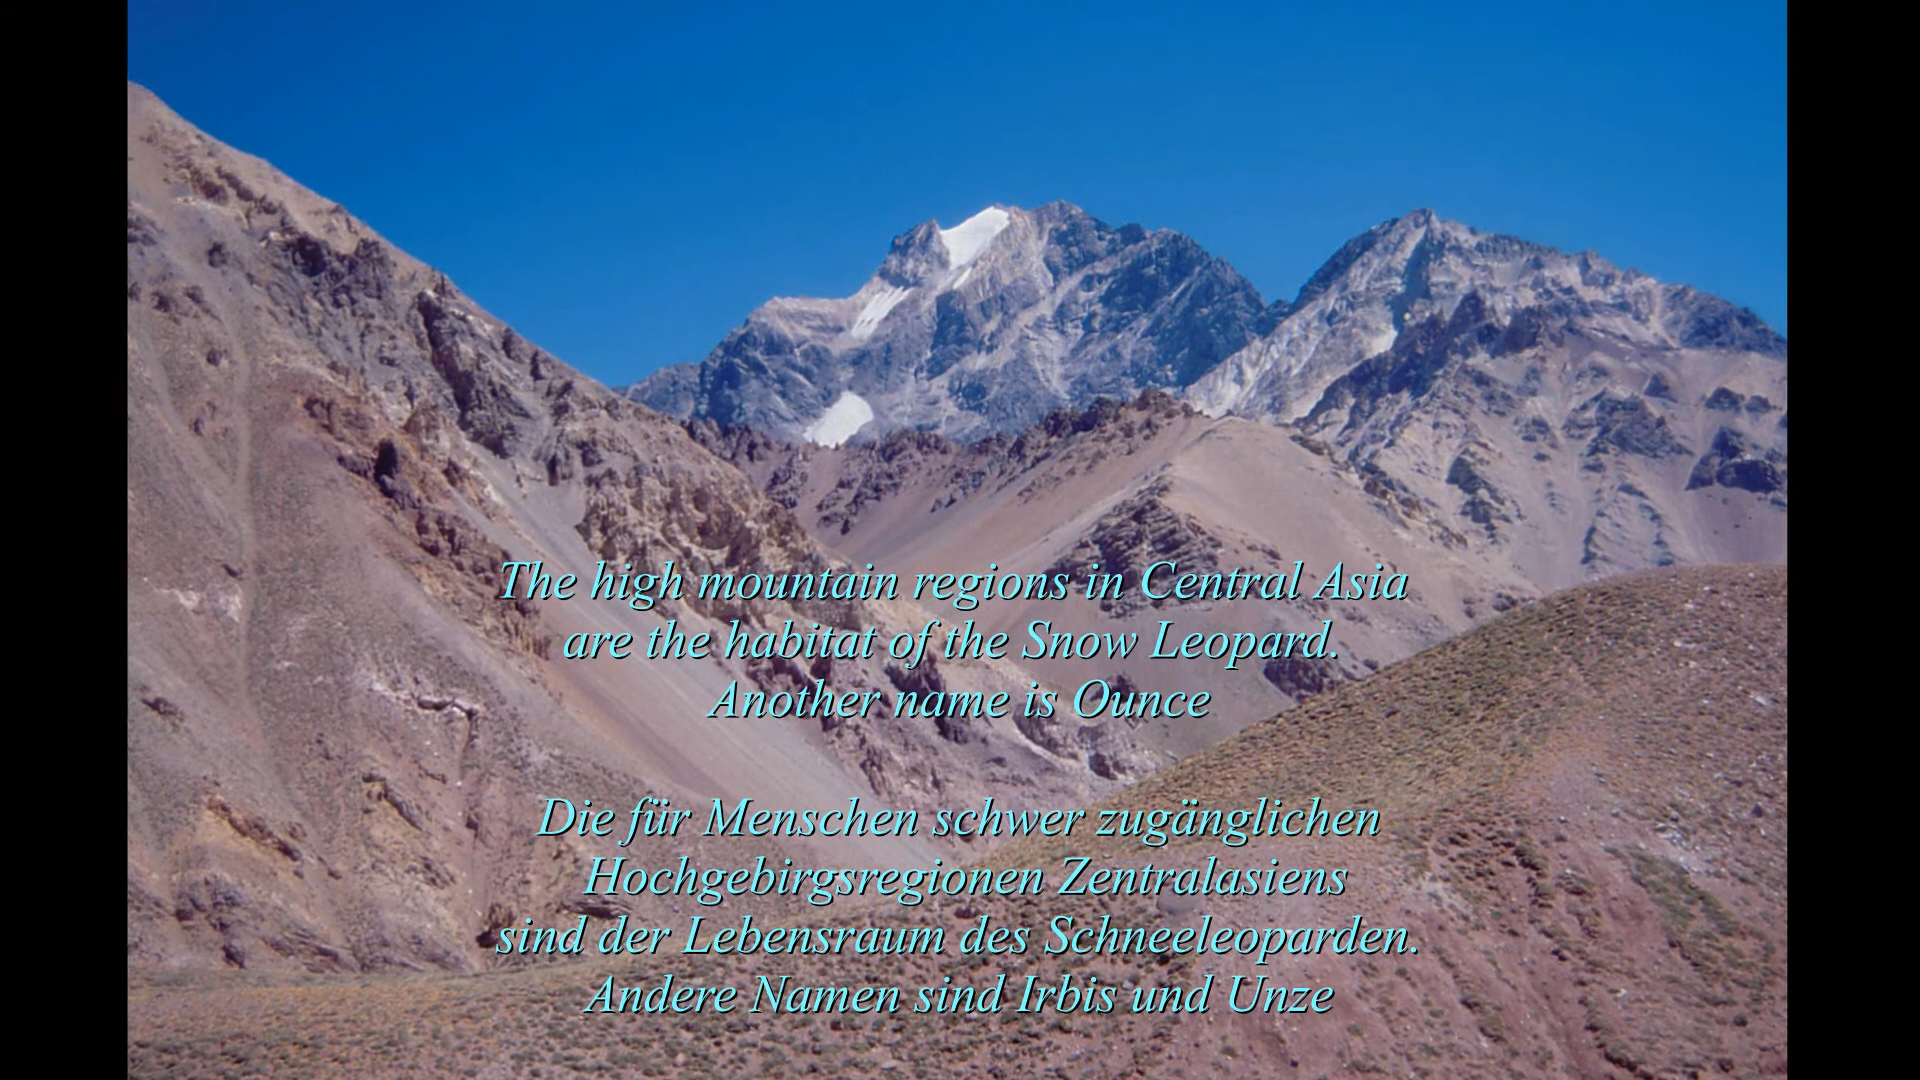 The high mountain regions in Central Asia
are the habitat of the Snow Leopard.
Another name is Ounce
Die für Menschen schwer zugänglichen
Hochgebirgsregionen Zentralasiens
sind der Lebensraum des Schneeleoparden.
Andere Namen sind Irbis und Unze